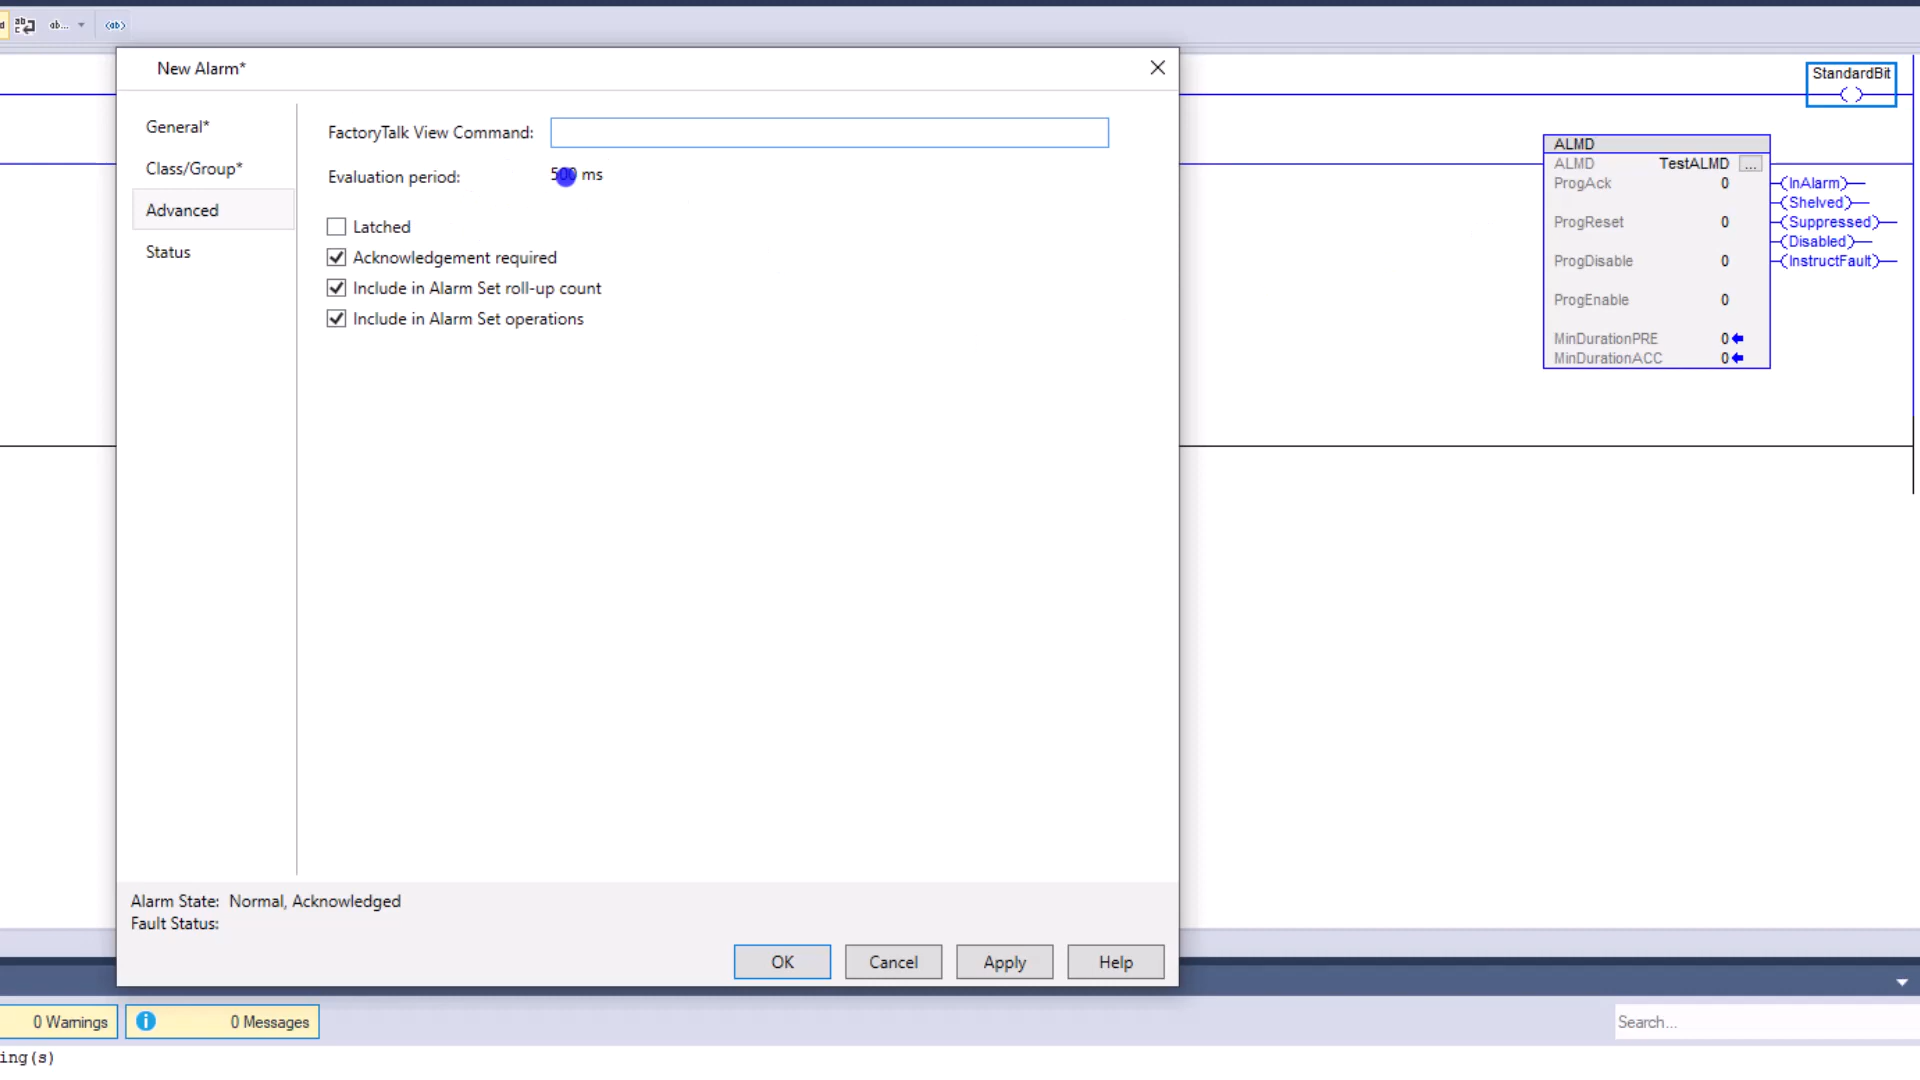 ab...
‹ab›
New Alarm*
General*
Class/Group*
Advanced
Status
FactoryTalk View Command:
Evaluation period:
500 ms
Latched
Acknowledgement required
Include in Alarm Set roll-up count
Include in Alarm Set operations
Alarm State: Normal, Acknowledged
Fault Status:
OK
Cancel
Apply
Help
StandardBit
ALMD
ALMD TestALMD ...
ProgAck 0
ProgReset 0
ProgDisable 0
ProgEnable 0
MinDurationPRE 0
MinDurationACC 0
InAlarm
Shelved
Suppressed
Disabled
InstructFault
0 Warnings
0 Messages
Search...
ing(s)